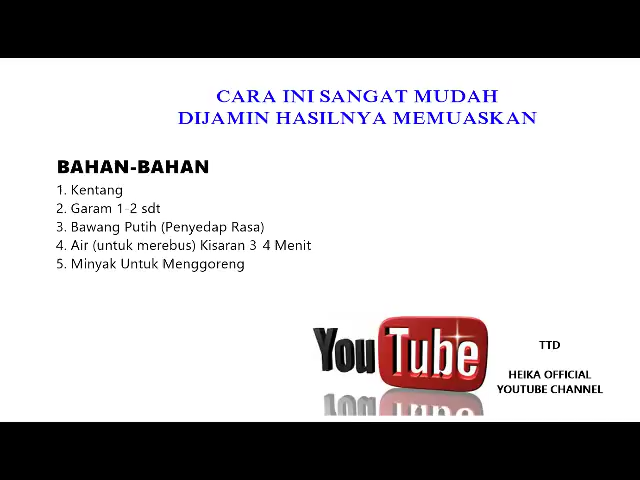 CARA INI SANGAT MUDAH
DIJAMIN HASILNYA MEMUASKAN
BAHAN-BAHAN
1. Kentang
2. Garam 1-2 sdt
3. Bawang Putih (Penyedap Rasa)
4. Air (untuk merebus) Kisaran 3-4 Menit
5. Minyak Untuk Menggoreng
YouTube
TTD
HEIKA OFFICIAL
YOUTUBE CHANNEL